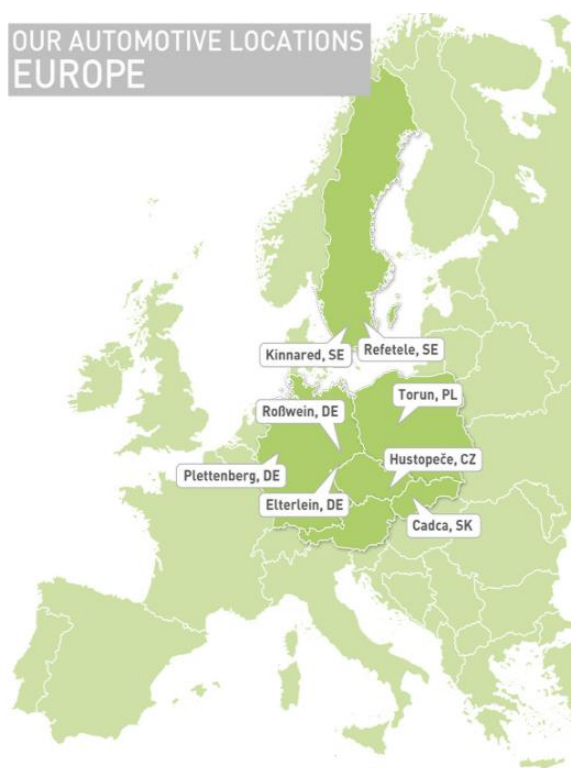 OUR AUTOMOTIVE LOCATIONS
EUROPE
Kinnared, SE
Refetele, SE
Roßwein, DE
Torun, PL
Plettenberg, DE
Hustopeče, CZ
Elterlein, DE
Cadca, SK